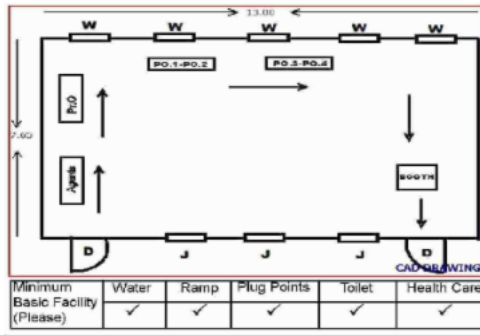 13.00
W W W W W
PO.1-PO.2 PO.3-PO.4
Pr.O
7.60
Agents
BOOTH
D J J J D
CAD DRAWING
Minimum Basic Facility (Please) Water Ramp Plug Points Toilet Health Care
✓ ✓ ✓ ✓ ✓